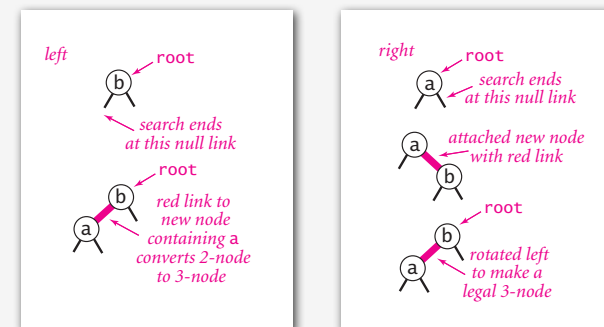 left
root
b
search ends
at this null link
root
b
red link to
new node
a
containing a
converts 2-node
to 3-node
right
root
a
search ends
at this null link
a
attached new node
with red link
b
root
b
rotated left
a
to make a
legal 3-node